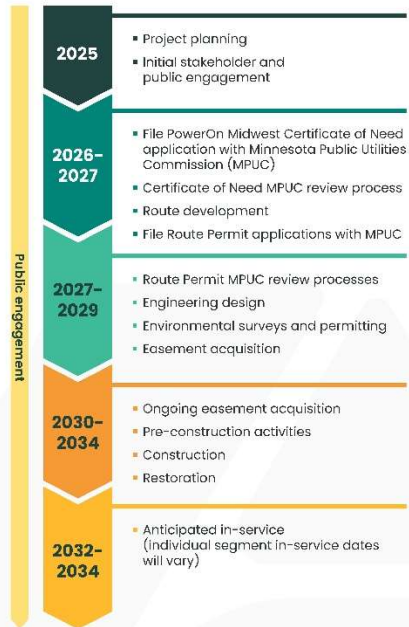 Public engagement
2025
▪ Project planning
▪ Initial stakeholder and
public engagement
2026-
2027
▪ File PowerOn Midwest Certificate of Need
application with Minnesota Public Utilities
Commission (MPUC)
▪ Certificate of Need MPUC review process
▪ Route development
▪ File Route Permit applications with MPUC
2027-
2029
▪ Route Permit MPUC review processes
▪ Engineering design
▪ Environmental surveys and permitting
▪ Easement acquisition
2030-
2034
▪ Ongoing easement acquisition
▪ Pre-construction activities
▪ Construction
▪ Restoration
2032-
2034
▪ Anticipated in-service
(individual segment in-service dates
will vary)